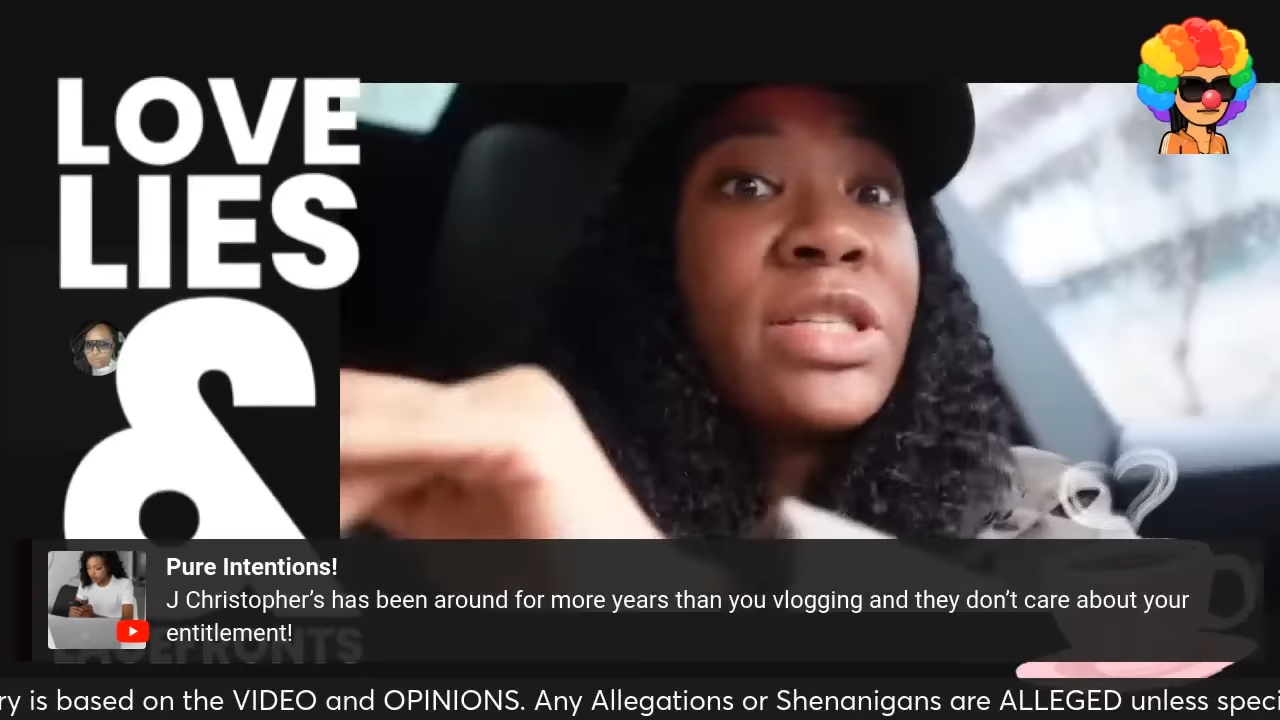 LOVE
LIES
&
LACEFRONTS
Pure Intentions!
J Christopher’s has been around for more years than you vlogging and they don’t care about your
entitlement!
ry is based on the VIDEO and OPINIONS. Any Allegations or Shenanigans are ALLEGED unless speci